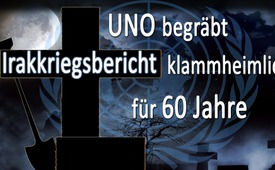 UNO begräbt
Irakkriegsbericht klammheimlic
für 60 Jahre